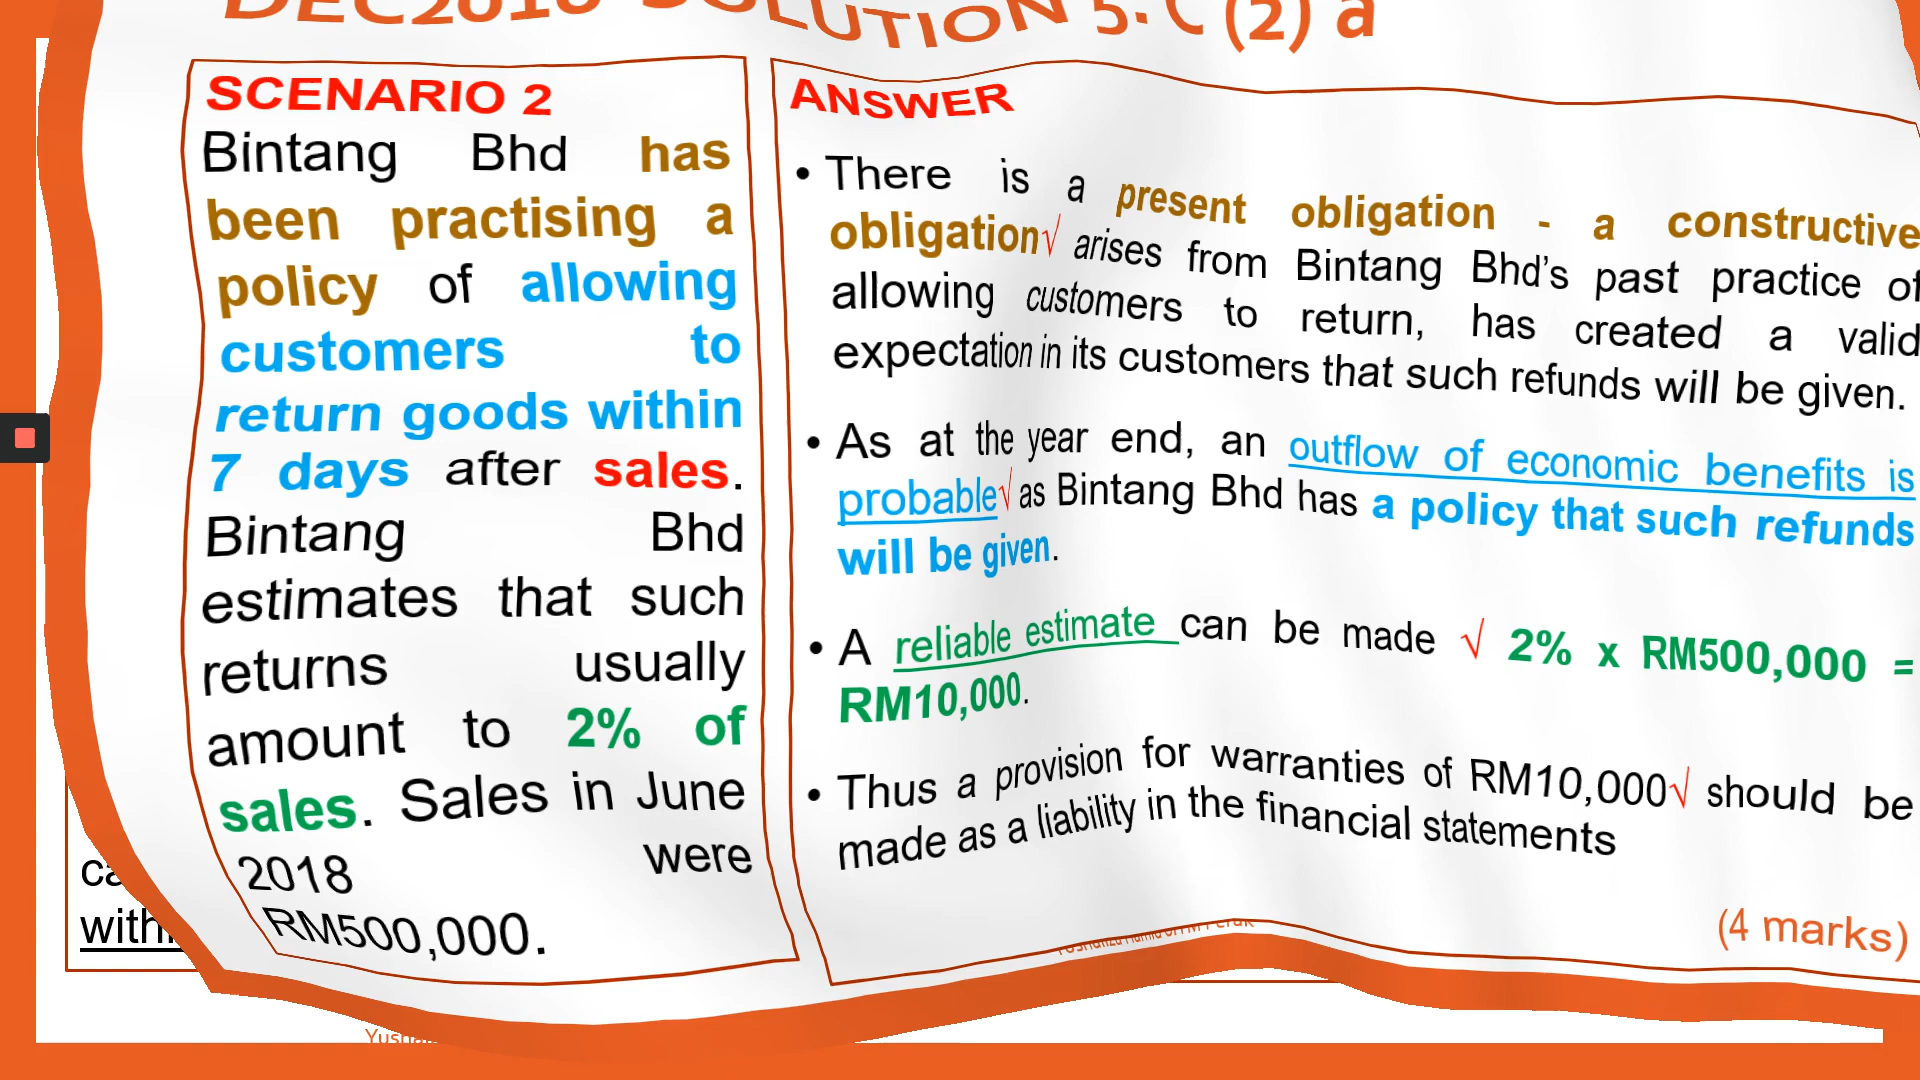 DEC2018 SOLUTION 5. C (2) a
SCENARIO 2
Bintang Bhd has
been practising a
policy of allowing
customers to
return goods within
7 days after sales.
Bintang Bhd
estimates that such
returns usually
amount to 2% of
sales. Sales in June
2018 were
RM500,000.
ANSWER
• There is a present obligation - a constructive
obligation√ arises from Bintang Bhd's past practice of
allowing customers to return, has created a valid
expectation in its customers that such refunds will be given.
• As at the year end, an outflow of economic benefits is
probable√ as Bintang Bhd has a policy that such refunds
will be given.
• A reliable estimate can be made √ 2% x RM500,000 =
RM10,000.
• Thus a provision for warranties of RM10,000√ should be
made as a liability in the financial statements
(4 marks)